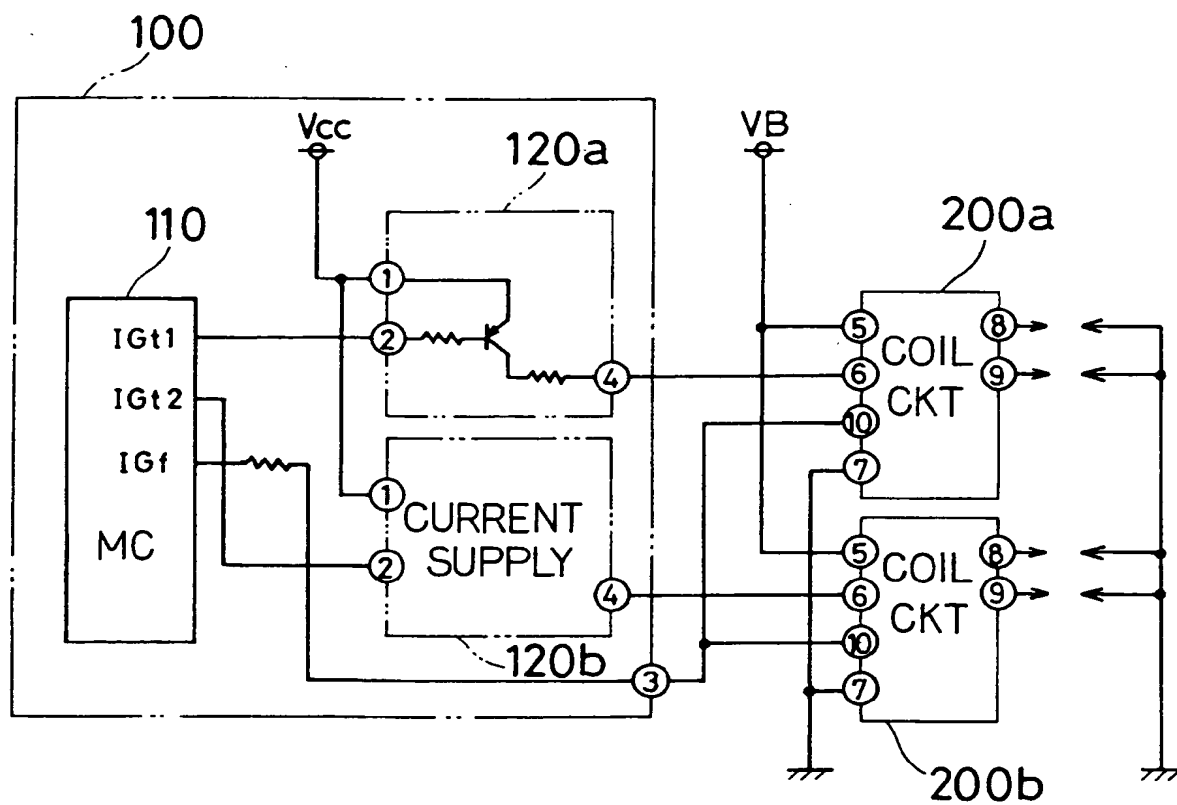 100
Vcc
VB
120a
110
200a
1
IGt1
2
4
IGt2
IGf
MC
5
8
6
COIL
9
CKT
10
7
1
CURRENT
2
SUPPLY
4
120b
3
5
8
COIL
6
9
CKT
10
7
200b